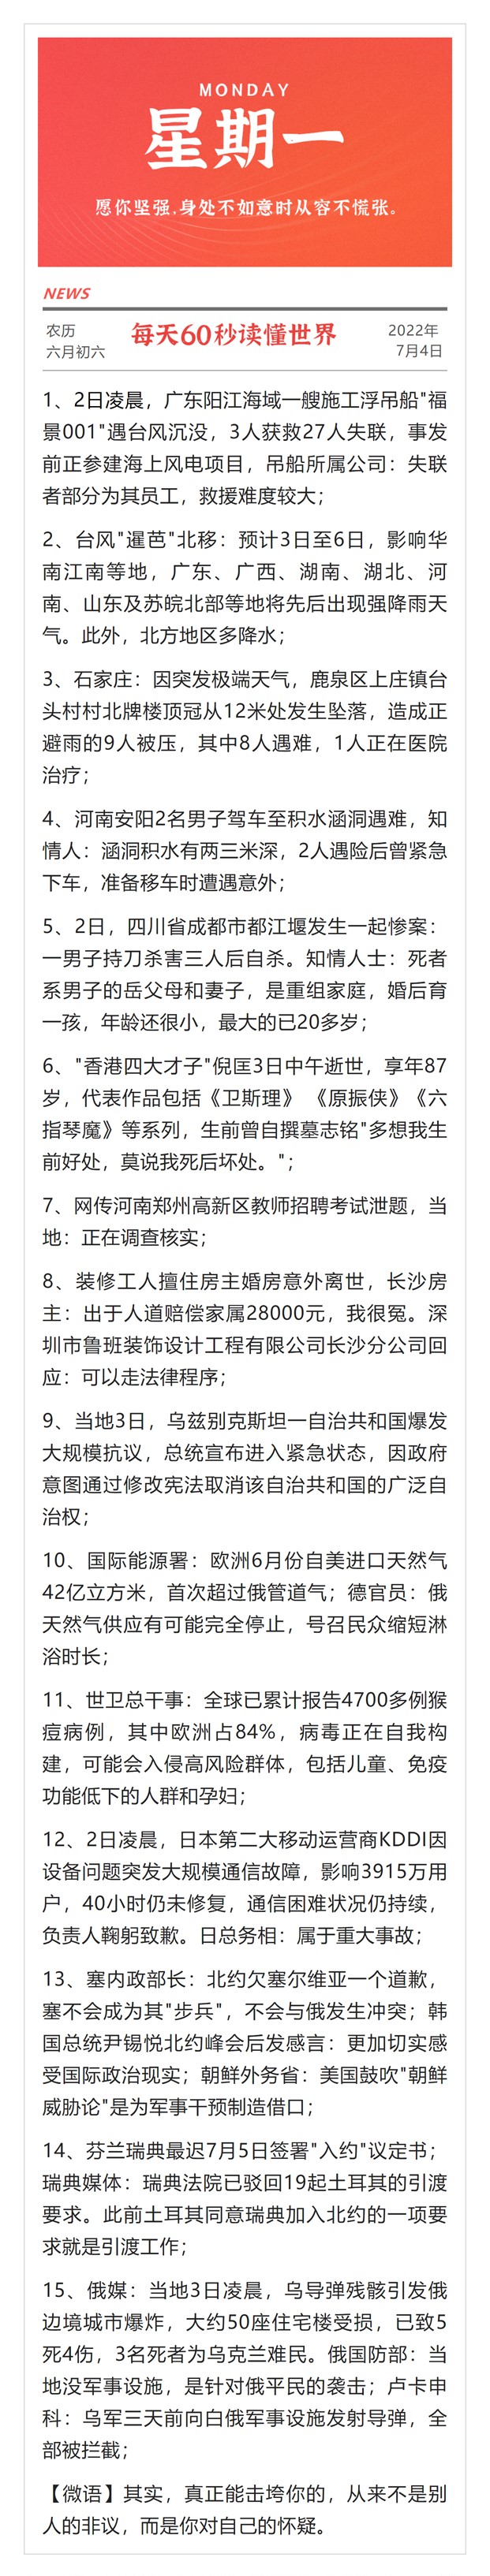 MONDAY
星期一
愿你坚强,身处不如意时从容不慌张。
NEWS
农历
六月初六
每天60秒读懂世界
2022年
7月4日
1、2日凌晨，广东阳江海域一艘施工浮吊船"福
景001"遇台风沉没，3人获救27人失联，事发
前正参建海上风电项目，吊船所属公司：失联
者部分为其员工，救援难度较大；
2、台风"暹芭"北移：预计3日至6日，影响华
南江南等地，广东、广西、湖南、湖北、河
南、山东及苏皖北部等地将先后出现强降雨天
气。此外，北方地区多降水；
3、石家庄：因突发极端天气，鹿泉区上庄镇台
头村村北牌楼顶冠从12米处发生坠落，造成正
避雨的9人被压，其中8人遇难，1人正在医院
治疗；
4、河南安阳2名男子驾车至积水涵洞遇难，知
情人：涵洞积水有两三米深，2人遇险后曾紧急
下车，准备移车时遭遇意外；
5、2日，四川省成都市都江堰发生一起惨案：
一男子持刀杀害三人后自杀。知情人士：死者
系男子的岳父母和妻子，是重组家庭，婚后育
一孩，年龄还很小，最大的已20多岁；
6、"香港四大才子"倪匡3日中午逝世，享年87
岁，代表作品包括《卫斯理》《原振侠》《六
指琴魔》等系列，生前曾自撰墓志铭"多想我生
前好处，莫说我死后坏处。"；
7、网传河南郑州高新区教师招聘考试泄题，当
地：正在调查核实；
8、装修工人擅住房主婚房意外离世，长沙房
主：出于人道赔偿家属28000元，我很冤。深
圳市鲁班装饰设计工程有限公司长沙分公司回
应：可以走法律程序；
9、当地3日，乌兹别克斯坦一自治共和国爆发
大规模抗议，总统宣布进入紧急状态，因政府
意图通过修改宪法取消该自治共和国的广泛自
治权；
10、国际能源署：欧洲6月份自美进口天然气
42亿立方米，首次超过俄管道气；德官员：俄
天然气供应有可能完全停止，号召民众缩短淋
浴时长；
11、世卫总干事：全球已累计报告4700多例猴
痘病例，其中欧洲占84%，病毒正在自我构
建，可能会入侵高风险群体，包括儿童、免疫
功能低下的人群和孕妇；
12、2日凌晨，日本第二大移动运营商KDDI因
设备问题突发大规模通信故障，影响3915万用
户，40小时仍未修复，通信困难状况仍持续，
负责人鞠躬致歉。日总务相：属于重大事故；
13、塞内政部长：北约欠塞尔维亚一个道歉，
塞不会成为其"步兵"，不会与俄发生冲突；韩
国总统尹锡悦北约峰会后发感言：更加切实感
受国际政治现实；朝鲜外务省：美国鼓吹"朝鲜
威胁论"是为军事干预制造借口；
14、芬兰瑞典最迟7月5日签署"入约"议定书；
瑞典媒体：瑞典法院已驳回19起土耳其的引渡
要求。此前土耳其同意瑞典加入北约的一项要
求就是引渡工作；
15、俄媒：当地3日凌晨，乌导弹残骸引发俄
边境城市爆炸，大约50座住宅楼受损，已致5
死4伤，3名死者为乌克兰难民。俄国防部：当
地没军事设施，是针对俄平民的袭击；卢卡申
科：乌军三天前向白俄军事设施发射导弹，全
部被拦截；
【微语】其实，真正能击垮你的，从来不是别
人的非议，而是你对自己的怀疑。